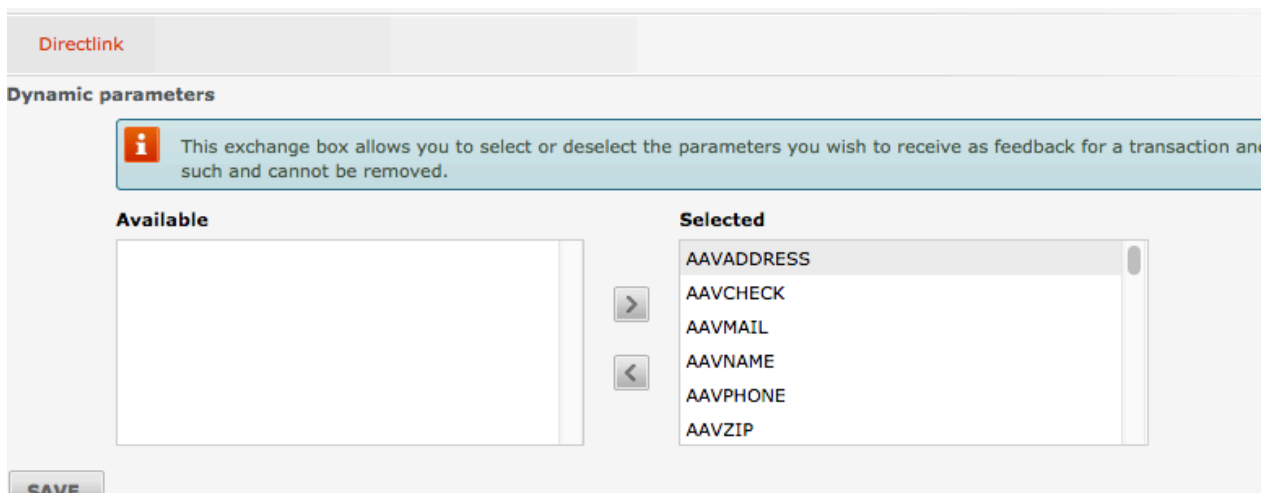 Directlink
Dynamic parameters
This exchange box allows you to select or deselect the parameters you wish to receive as feedback for a transaction and
such and cannot be removed.
Available
Selected
AAVADDRESS
AAVCHECK
AAVMAIL
AAVNAME
AAVPHONE
AAVZIP
SAVE